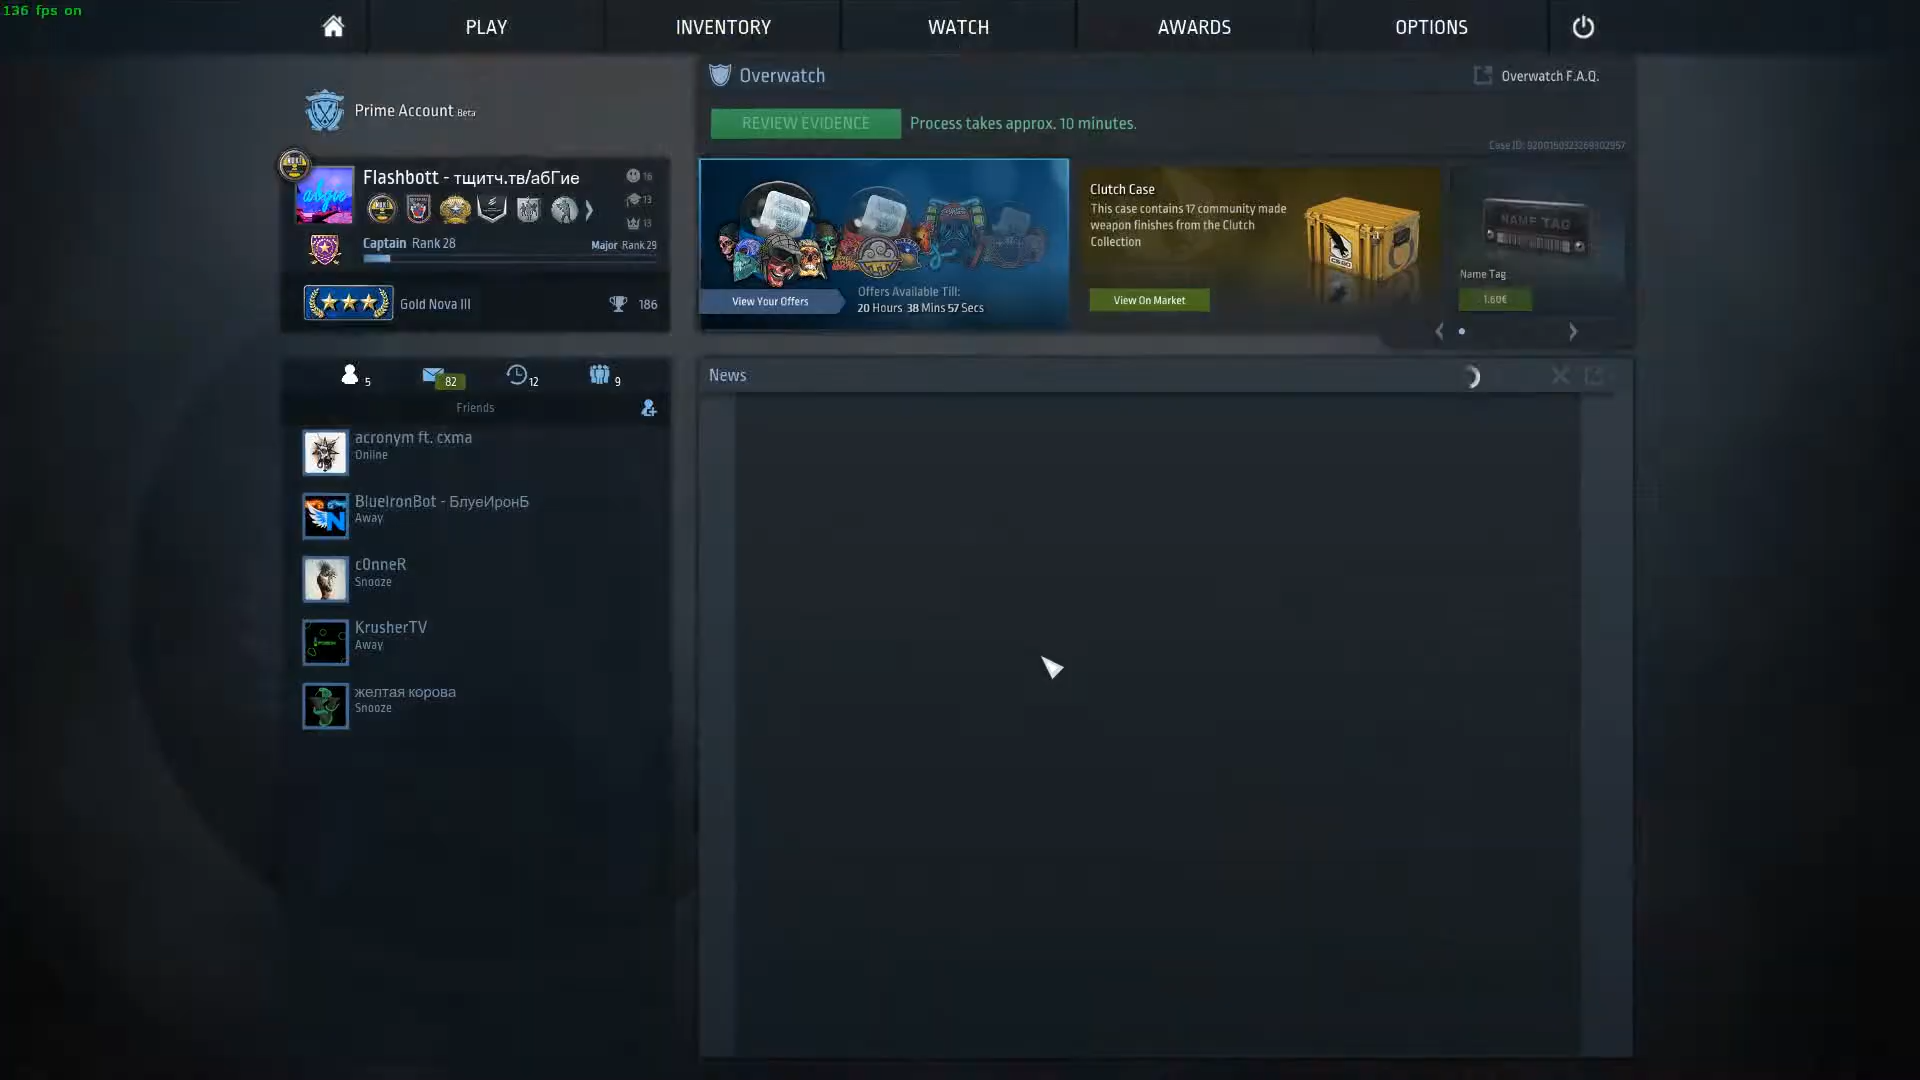 136 fps on
PLAY
INVENTORY
WATCH
AWARDS
OPTIONS
Prime Account Beta
Overwatch
Overwatch F.A.Q.
REVIEW EVIDENCE
Process takes approx. 10 minutes.
Case ID: 9200150323269302957
Flashbott - тщитч.тв/абГие
16
13
13
Captain Rank 28
Major Rank 29
Gold Nova III
186
View Your Offers
Offers Available Till:
20 Hours 38 Mins 57 Secs
Clutch Case
This case contains 17 community made
weapon finishes from the Clutch
Collection
View On Market
NAME TAG
Name Tag
1.60€
5
82
12
9
Friends
acronym ft. cxma
Online
BlueIronBot - БлуеИронБ
Away
c0nneR
Snooze
KrusherTV
Away
желтая корова
Snooze
News